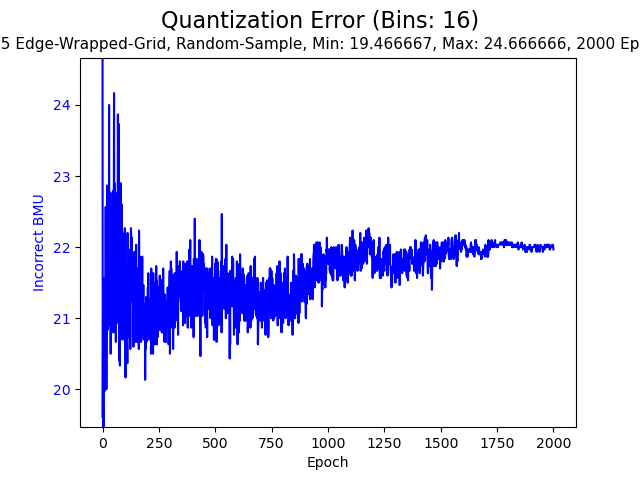 Quantization Error (Bins: 16)
5 Edge-Wrapped-Grid, Random-Sample, Min: 19.466667, Max: 24.666666, 2000 Ep
24
23
22
21
20
Incorrect BMU
0 250 500 750 1000 1250 1500 1750 2000
Epoch